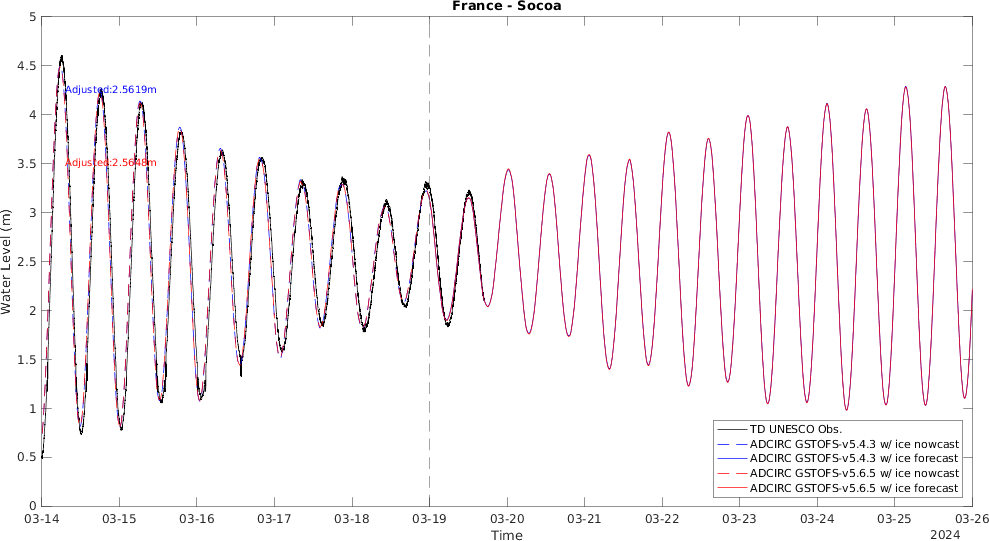 France - Socoa
5
4.5
4
3.5
3
2.5
2
1.5
1
0.5
0
Water Level (m)
Adjusted:2.5619m
Adjusted:2.5648m
TD UNESCO Obs.
ADCIRC GSTOFS-v5.4.3 w/ ice nowcast
ADCIRC GSTOFS-v5.4.3 w/ ice forecast
ADCIRC GSTOFS-v5.6.5 w/ ice nowcast
ADCIRC GSTOFS-v5.6.5 w/ ice forecast
03-14 03-15 03-16 03-17 03-18 03-19 03-20 03-21 03-22 03-23 03-24 03-25 03-26
Time
2024